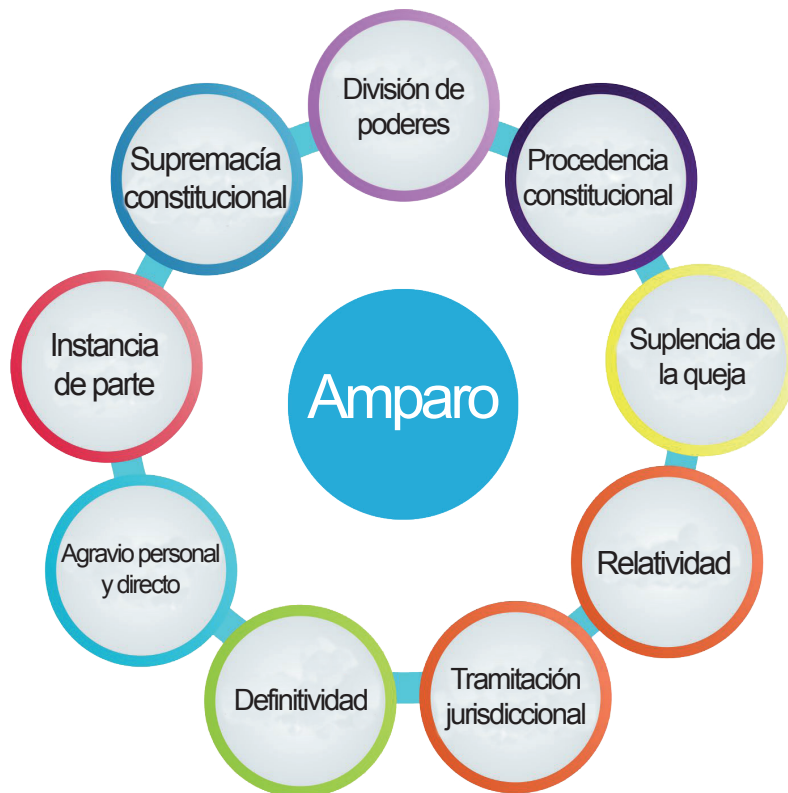 División de
poderes
Procedencia
constitucional
Suplencia de
la queja
Relatividad
Tramitación
jurisdiccional
Definitividad
Agravio personal
y directo
Instancia
de parte
Supremacía
constitucional
Amparo